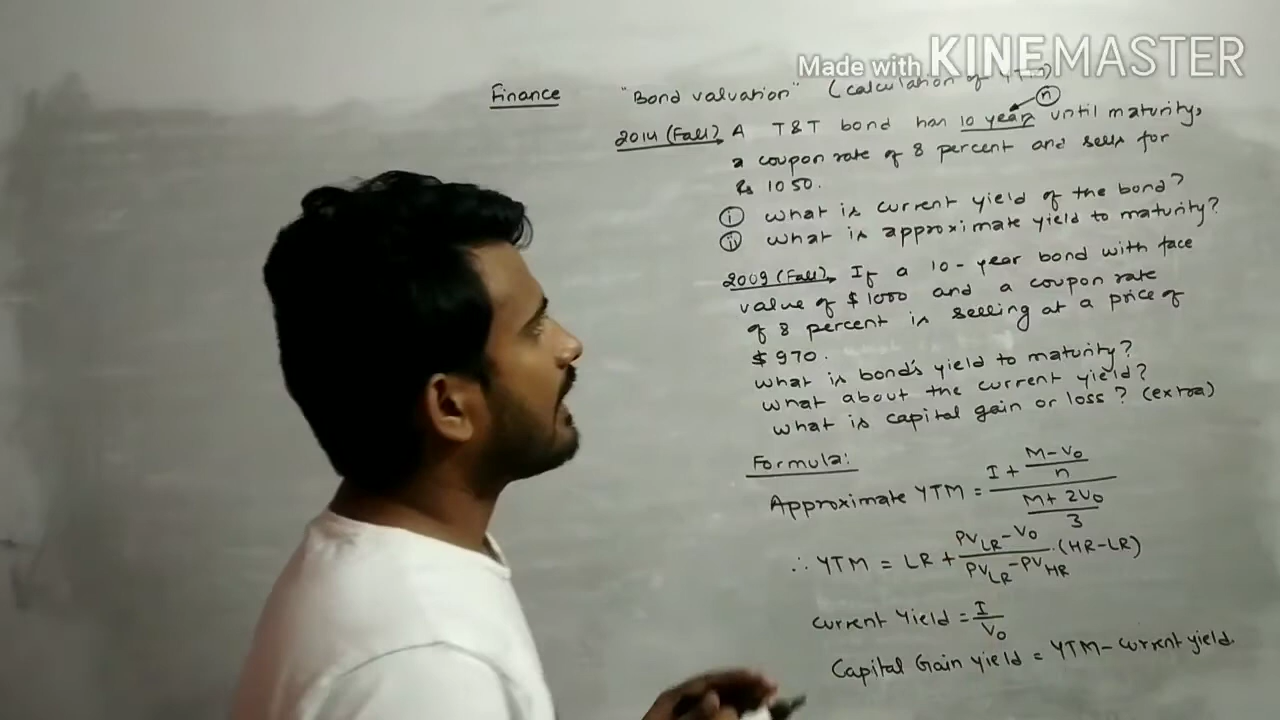 Made with KINEMASTER
Finance "Bond valuation" (calculation of YTM)
n
2014 (Fall) A T&T bond has 10 year until maturity,
a coupon rate of 8 percent and sells for
Rs 1050.
(i) what is current yield of the bond?
(ii) what is approximate yield to maturity?
2009 (Fall) If a 10-year bond with face
value of $1000 and a coupon rate
of 8 percent is selling at a price of
$970.
what is bond's yield to maturity?
what about the current yield?
what is capital gain or loss? (extra)
Formula:
Approximate YTM = (I + (M - V₀)/n) / ((M + 2V₀)/3)
∴ YTM = LR + (PV_LR - V₀)/(PV_LR - PV_HR) . (HR - LR)
Current Yield = I/V₀
Capital Gain yield = YTM - current yield.